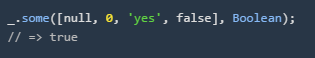 _.some([null, 0, 'yes', false], Boolean);
// => true